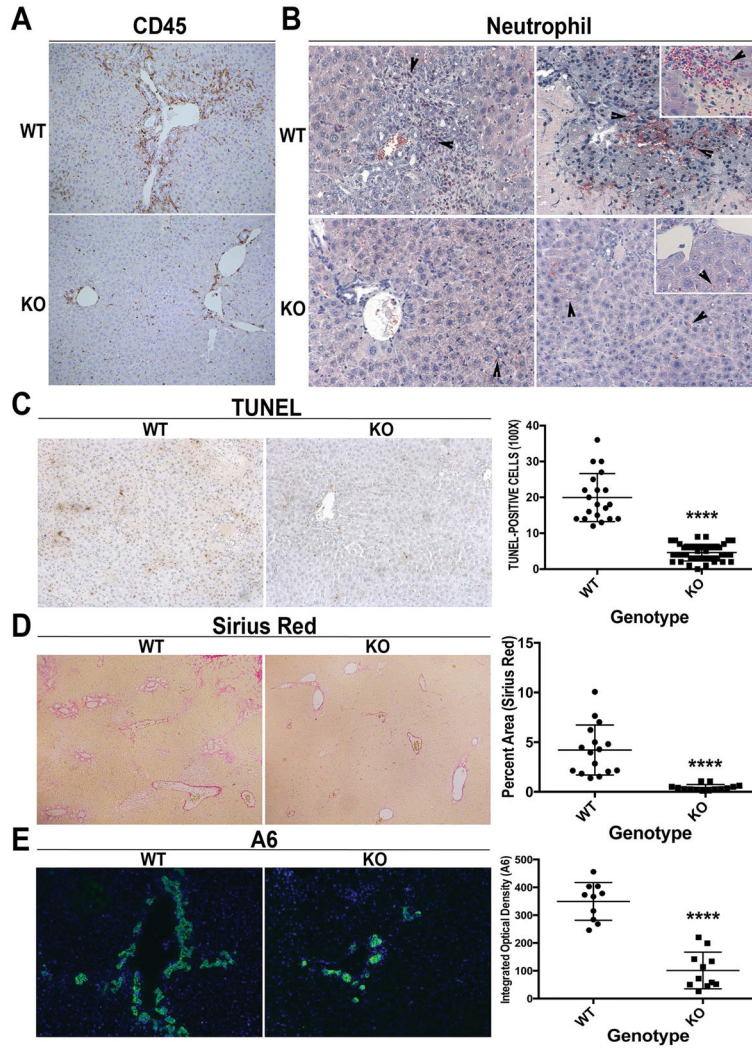 A
CD45
WT
KO
B
Neutrophil
WT
KO
C
TUNEL
WT
KO
TUNEL-POSITIVE CELLS (100X)
40
30
20
10
0
****
WT
KO
Genotype
D
Sirius Red
WT
KO
Percent Area (Sirius Red)
15
10
5
0
****
WT
KO
Genotype
E
A6
WT
KO
Integrated Optical Density (A6)
500
400
300
200
100
0
****
WT
KO
Genotype